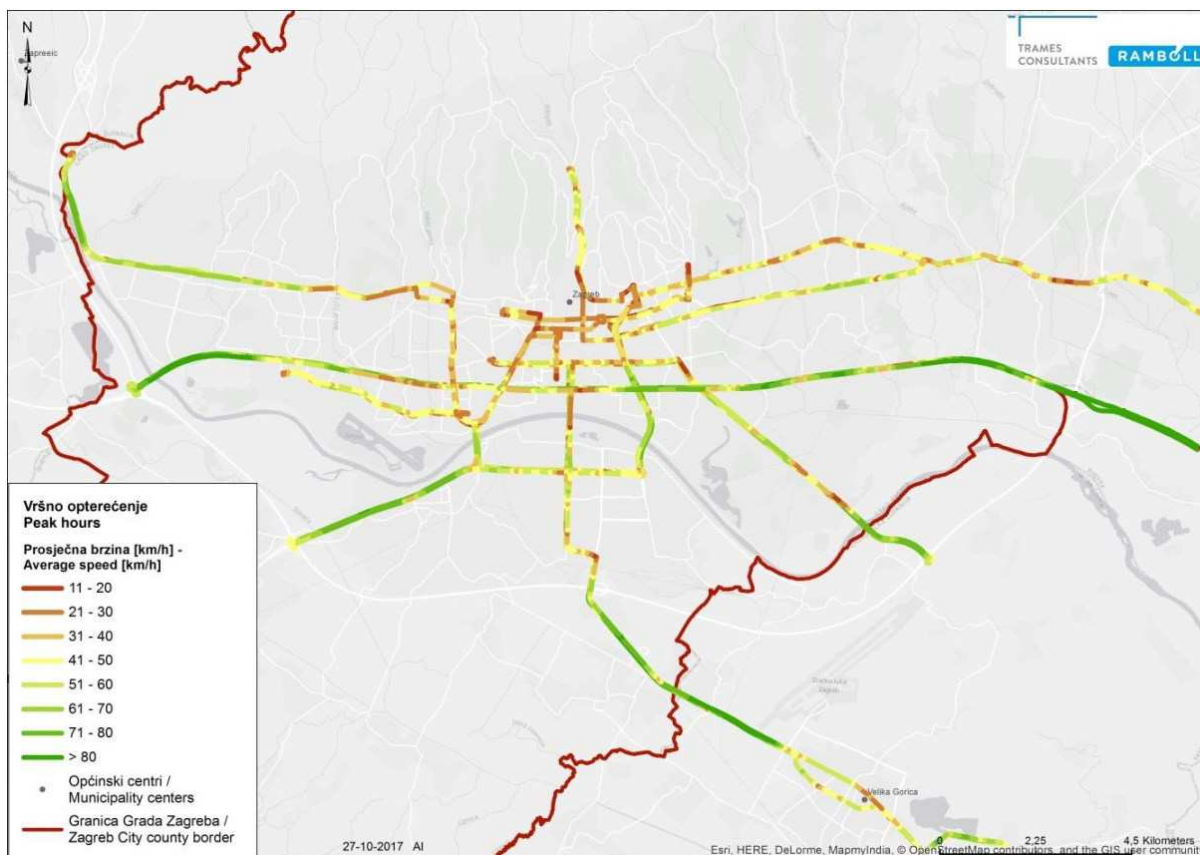 N
Zapresic
TRAMES
CONSULTANTS
RAMBOLL
Zagreb
Vršno opterećenje
Peak hours
Prosječna brzina [km/h] -
Average speed [km/h]
11 - 20
21 - 30
31 - 40
41 - 50
51 - 60
61 - 70
71 - 80
> 80
Općinski centri /
Municipality centers
Granica Grada Zagreba /
Zagreb City county border
Velika Gorica
27-10-2017 AI
0 2,25 4,5 Kilometers
Esri, HERE, DeLorme, MapmyIndia, © OpenStreetMap contributors, and the GIS user communit